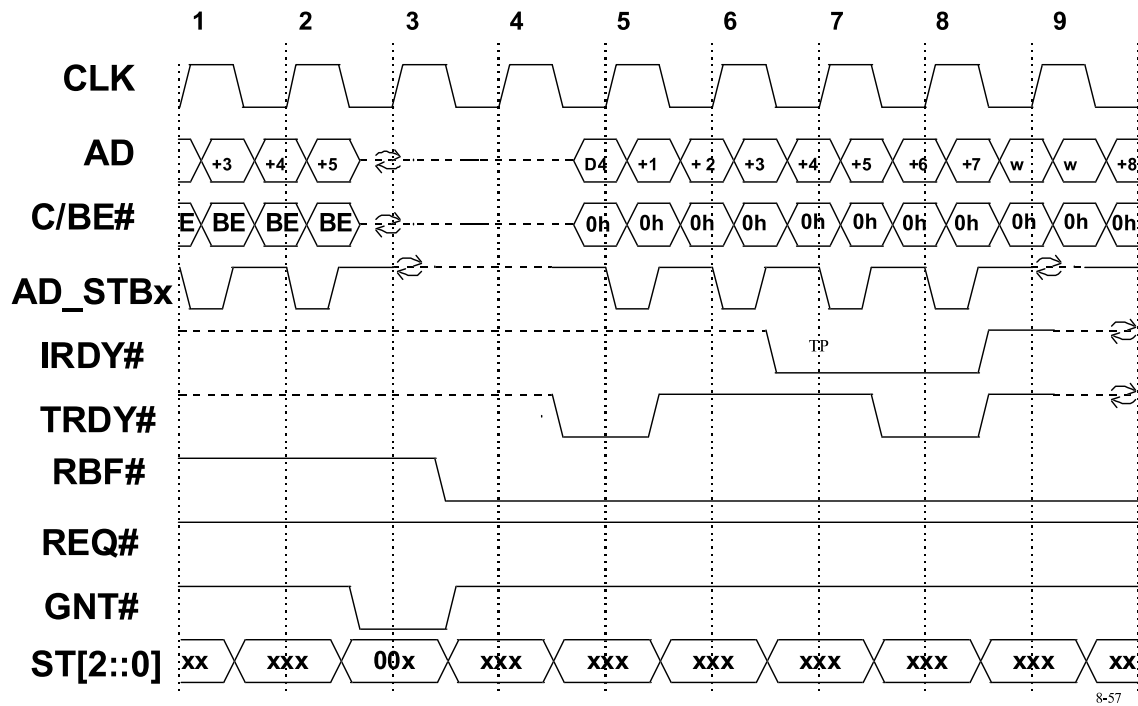 1 2 3 4 5 6 7 8 9
CLK
AD +3 +4 +5 D4 +1 + 2 +3 +4 +5 +6 +7 w w +8
C/BE# E BE BE BE 0h 0h 0h 0h 0h 0h 0h 0h 0h 0h 0h
AD_STBx
IRDY# TP
TRDY#
RBF#
REQ#
GNT#
ST[2::0] xx xxx 00x xxx xxx xxx xxx xxx xxx xx
8-57